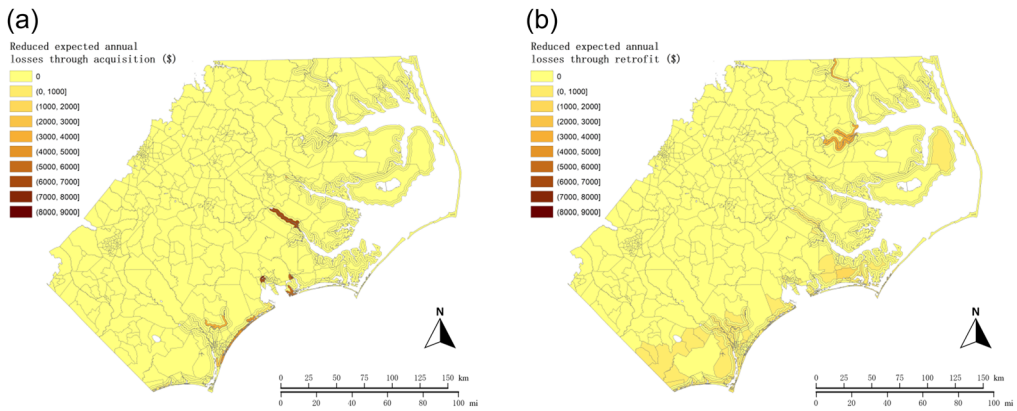 (a)
Reduced expected annual
losses through acquisition ($)
0
(0, 1000]
(1000, 2000]
(2000, 3000]
(3000, 4000]
(4000, 5000]
(5000, 6000]
(6000, 7000]
(7000, 8000]
(8000, 9000]
N
0 25 50 75 100 125 150 km
0 20 40 60 80 100 mi
(b)
Reduced expected annual
losses through retrofit ($)
0
(0, 1000]
(1000, 2000]
(2000, 3000]
(3000, 4000]
(4000, 5000]
(5000, 6000]
(6000, 7000]
(7000, 8000]
(8000, 9000]
N
0 25 50 75 100 125 150 km
0 20 40 60 80 100 mi